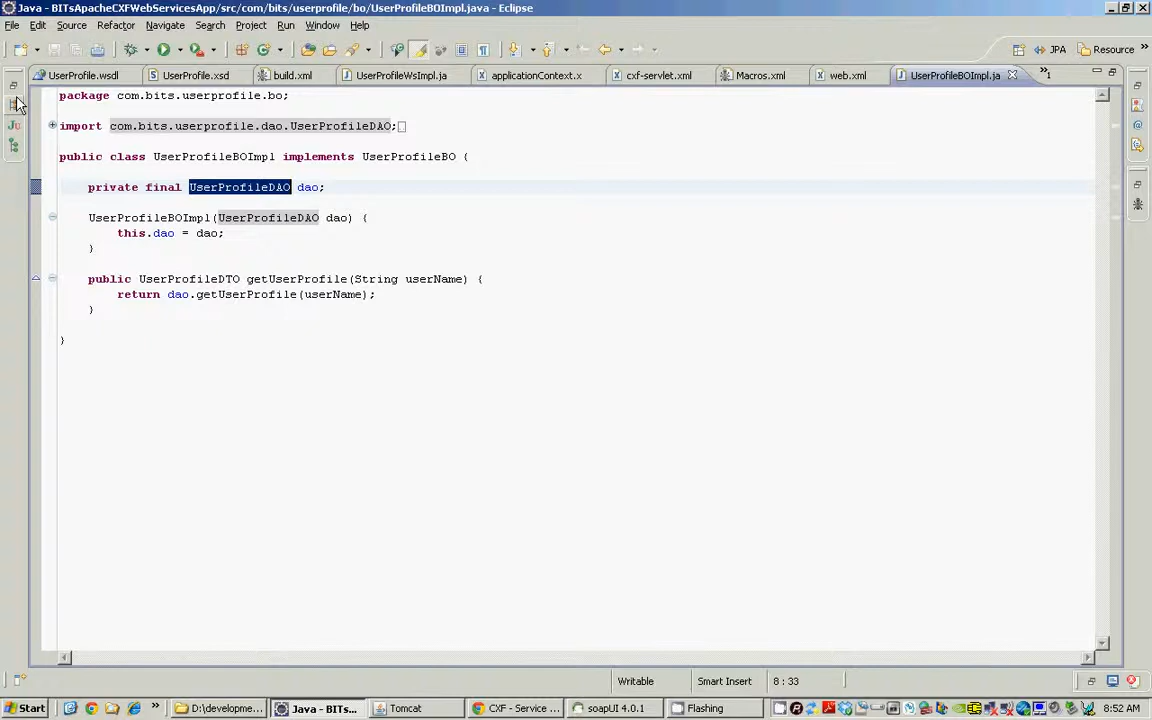 Java - BITsApacheCXFWebServicesApp/src/com/bits/userprofile/bo/UserProfileBOImpl.java - Eclipse
File Edit Source Refactor Navigate Search Project Run Window Help
JPA Resource »
UserProfile.wsdl UserProfile.xsd build.xml UserProfileWsImpl.ja applicationContext.x cxf-servlet.xml Macros.xml web.xml UserProfileBOImpl.ja »1
package com.bits.userprofile.bo;
import com.bits.userprofile.dao.UserProfileDAO;
public class UserProfileBOImpl implements UserProfileBO {
private final UserProfileDAO dao;
UserProfileBOImpl(UserProfileDAO dao) {
this.dao = dao;
}
public UserProfileDTO getUserProfile(String userName) {
return dao.getUserProfile(userName);
}
}
Writable Smart Insert 8 : 33
Start » D:\developme... Java - BITs... Tomcat CXF - Service ... soapUI 4.0.1 Flashing 8:52 AM